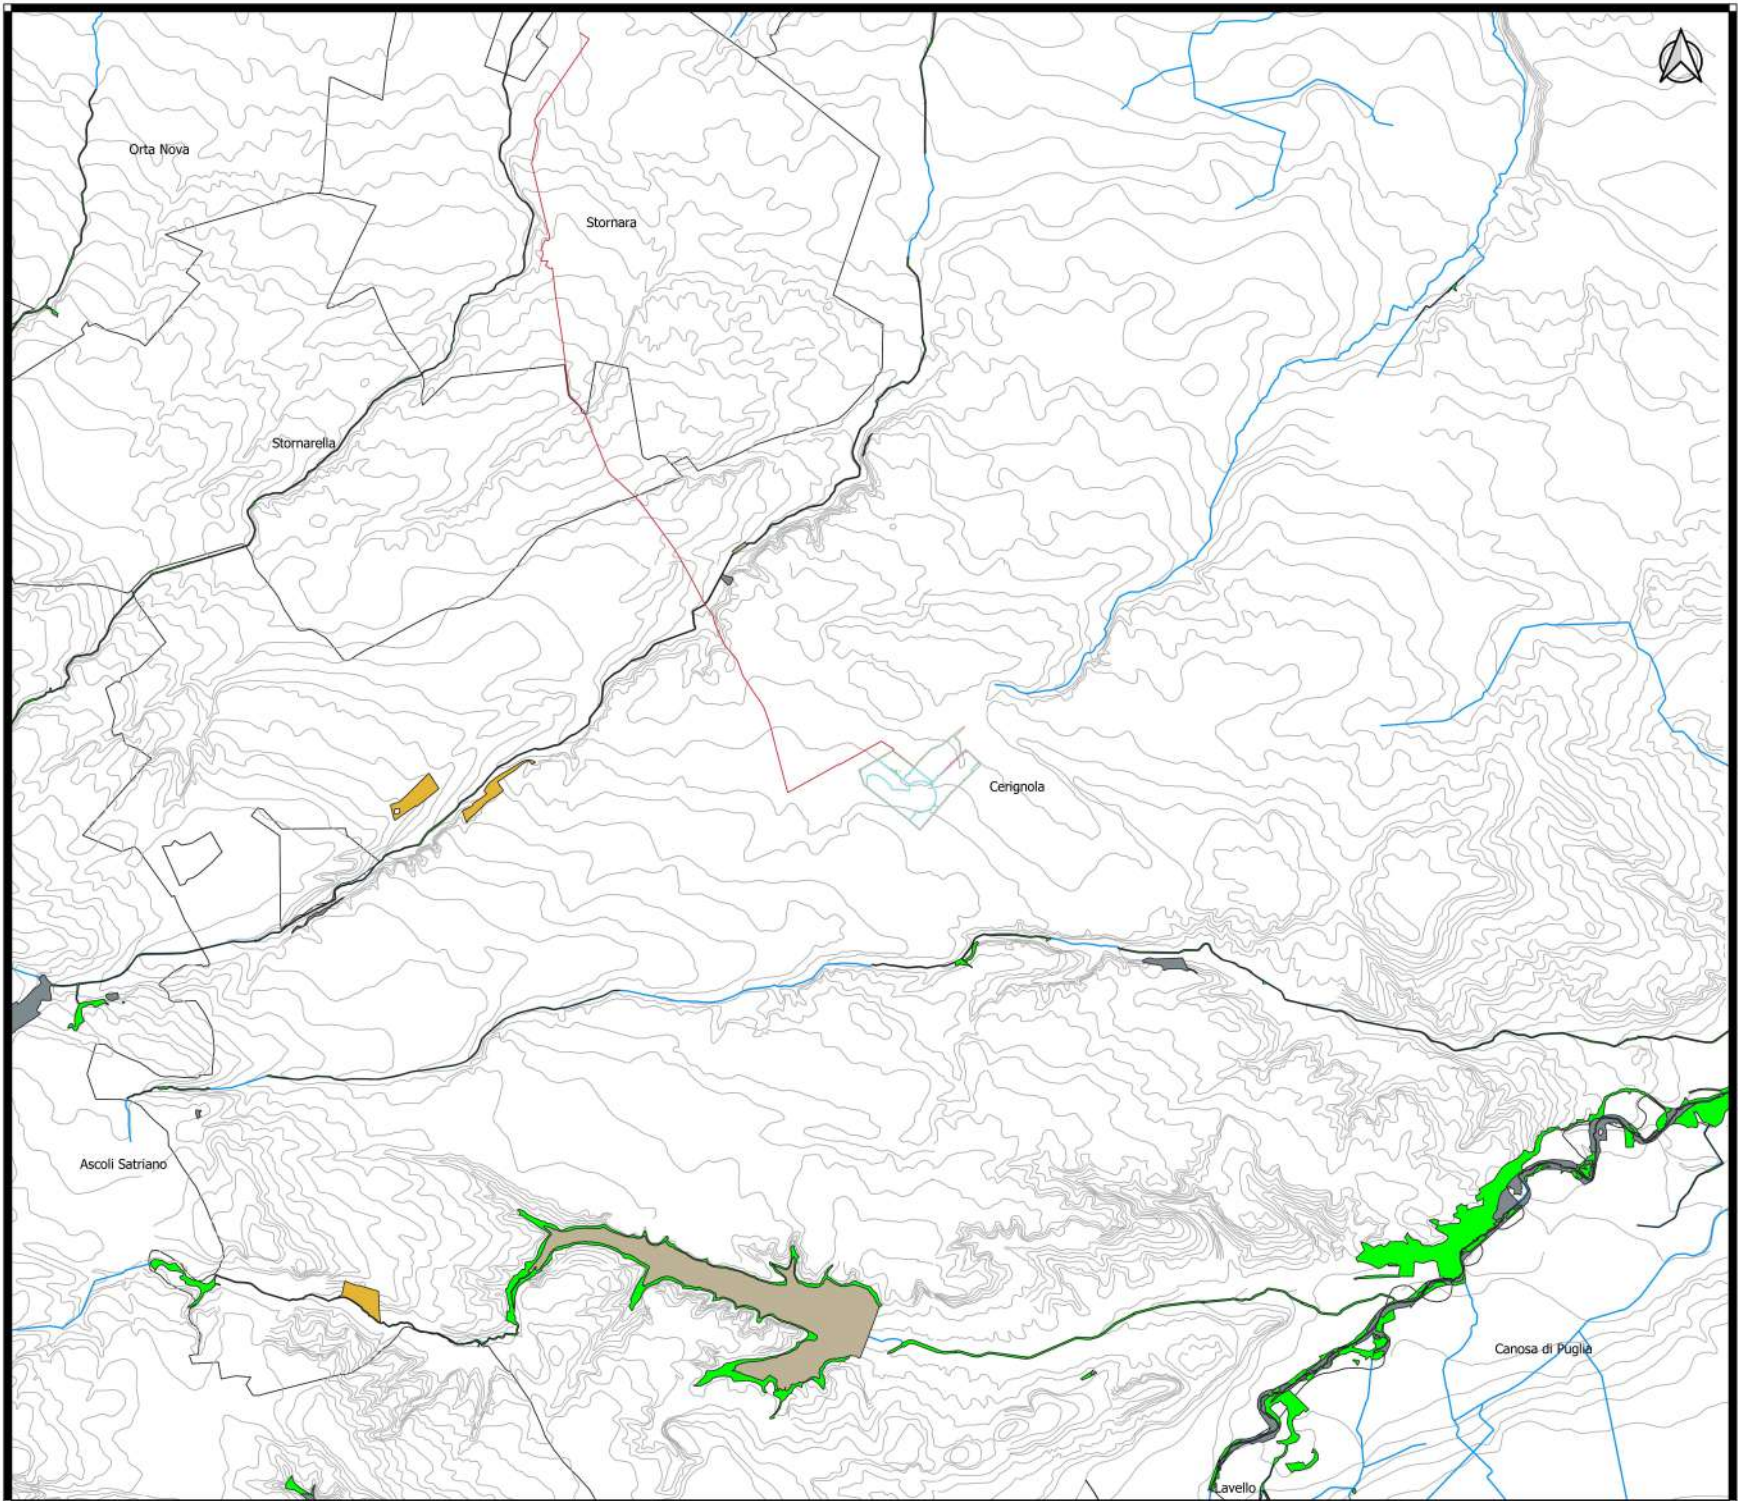 Orta Nova
Stornara
Stornarella
Cerignola
Ascoli Satriano
Canosa di Puglia
Lavello